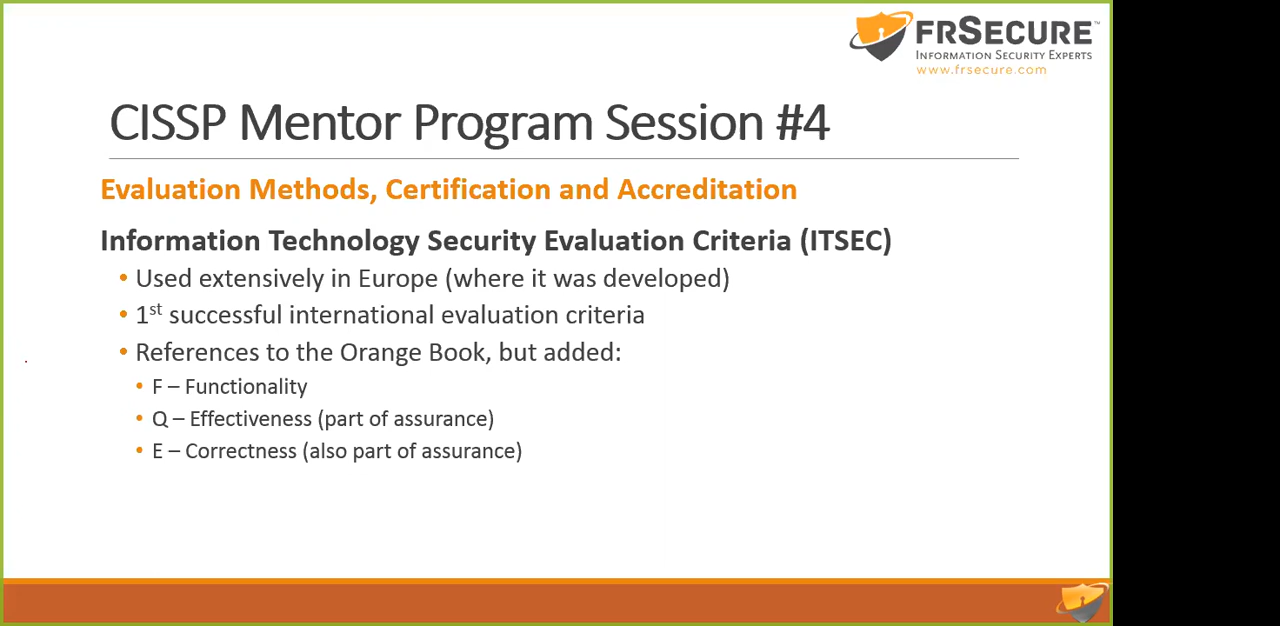 FRSECURE™
INFORMATION SECURITY EXPERTS
www.frsecure.com
CISSP Mentor Program Session #4
Evaluation Methods, Certification and Accreditation
Information Technology Security Evaluation Criteria (ITSEC)
• Used extensively in Europe (where it was developed)
• 1st successful international evaluation criteria
• References to the Orange Book, but added:
• F – Functionality
• Q – Effectiveness (part of assurance)
• E – Correctness (also part of assurance)